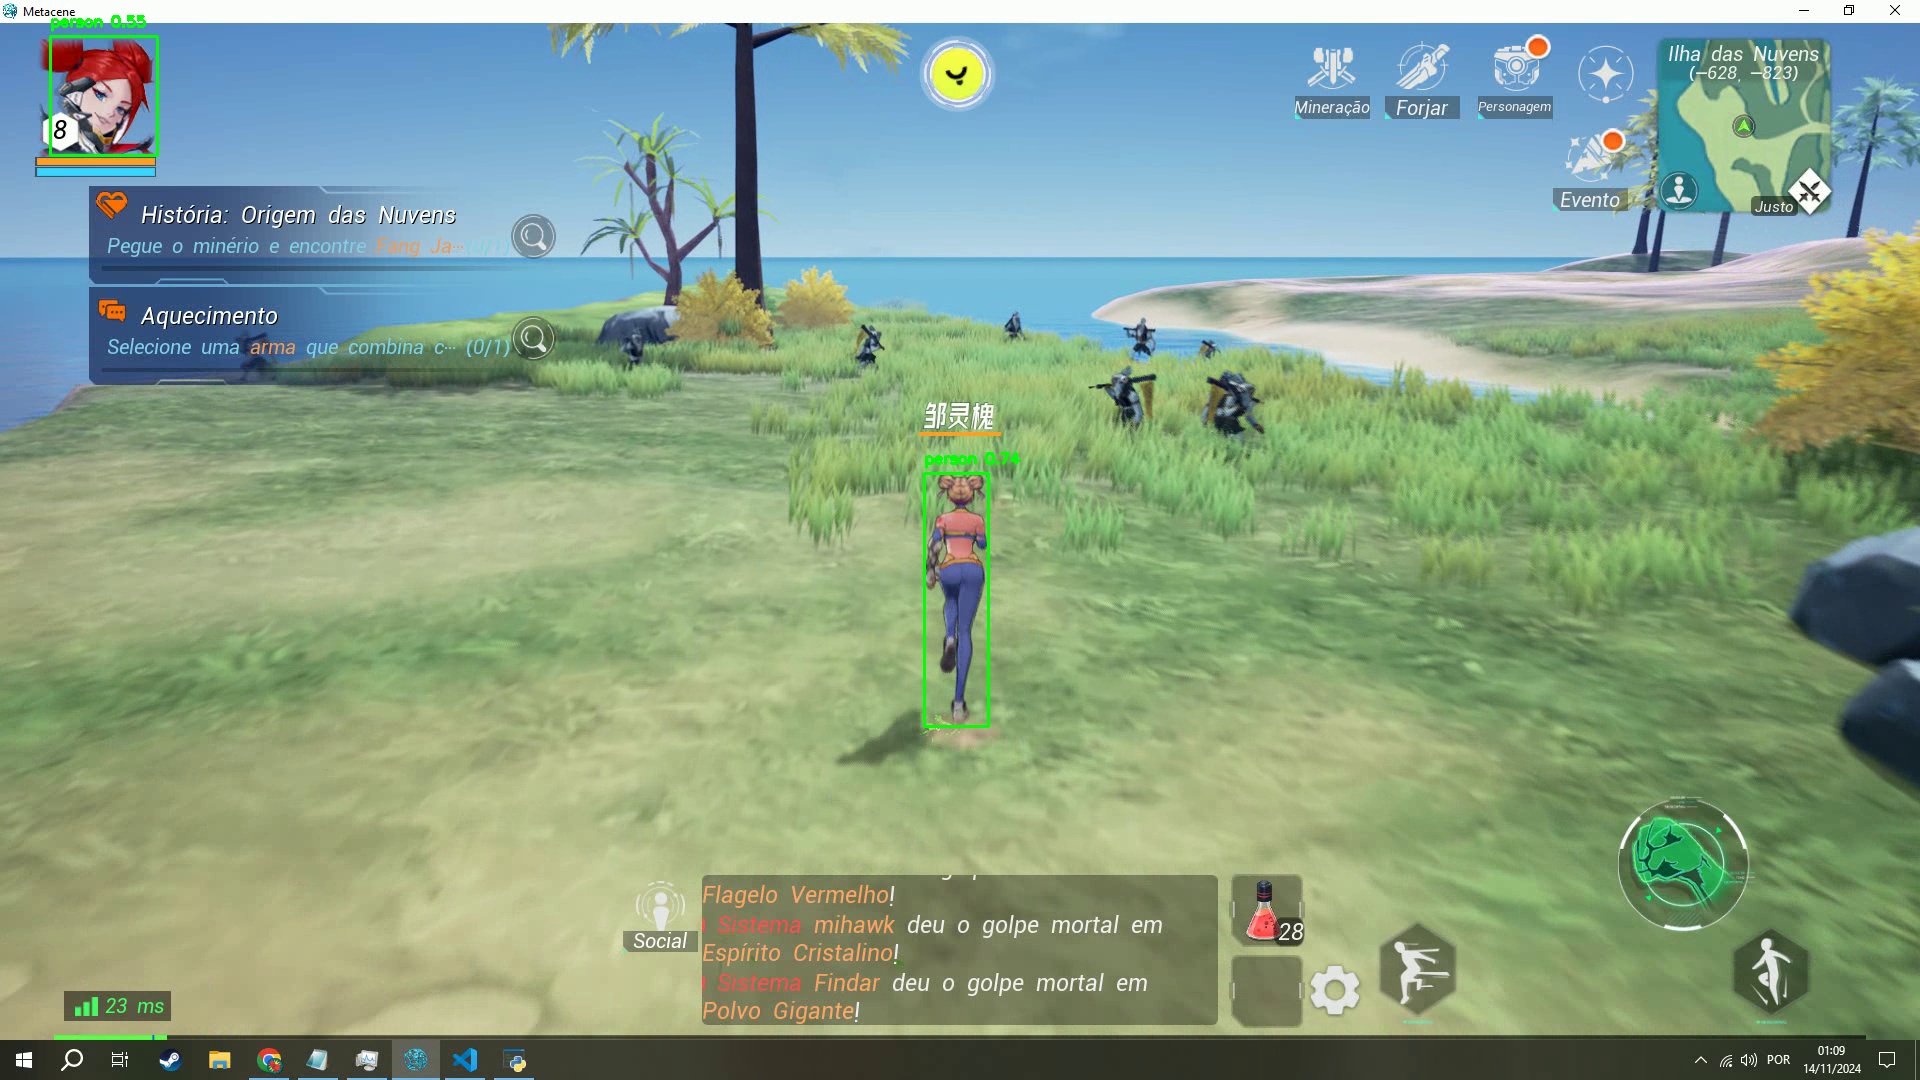 Metacene
person 0.55
8
História: Origem das Nuvens
Pegue o minério e encontre Fang Ja··· (0/1)
Aquecimento
Selecione uma arma que combina c··· (0/1)
Mineração
Forjar
Personagem
Evento
Ilha das Nuvens
(-628, -823)
Justo
邹灵槐
person 0.74
Social
Flagelo Vermelho!
Sistema mihawk deu o golpe mortal em
Espírito Cristalino!
Sistema Findar deu o golpe mortal em
Polvo Gigante!
28
23 ms
POR
01:09
14/11/2024